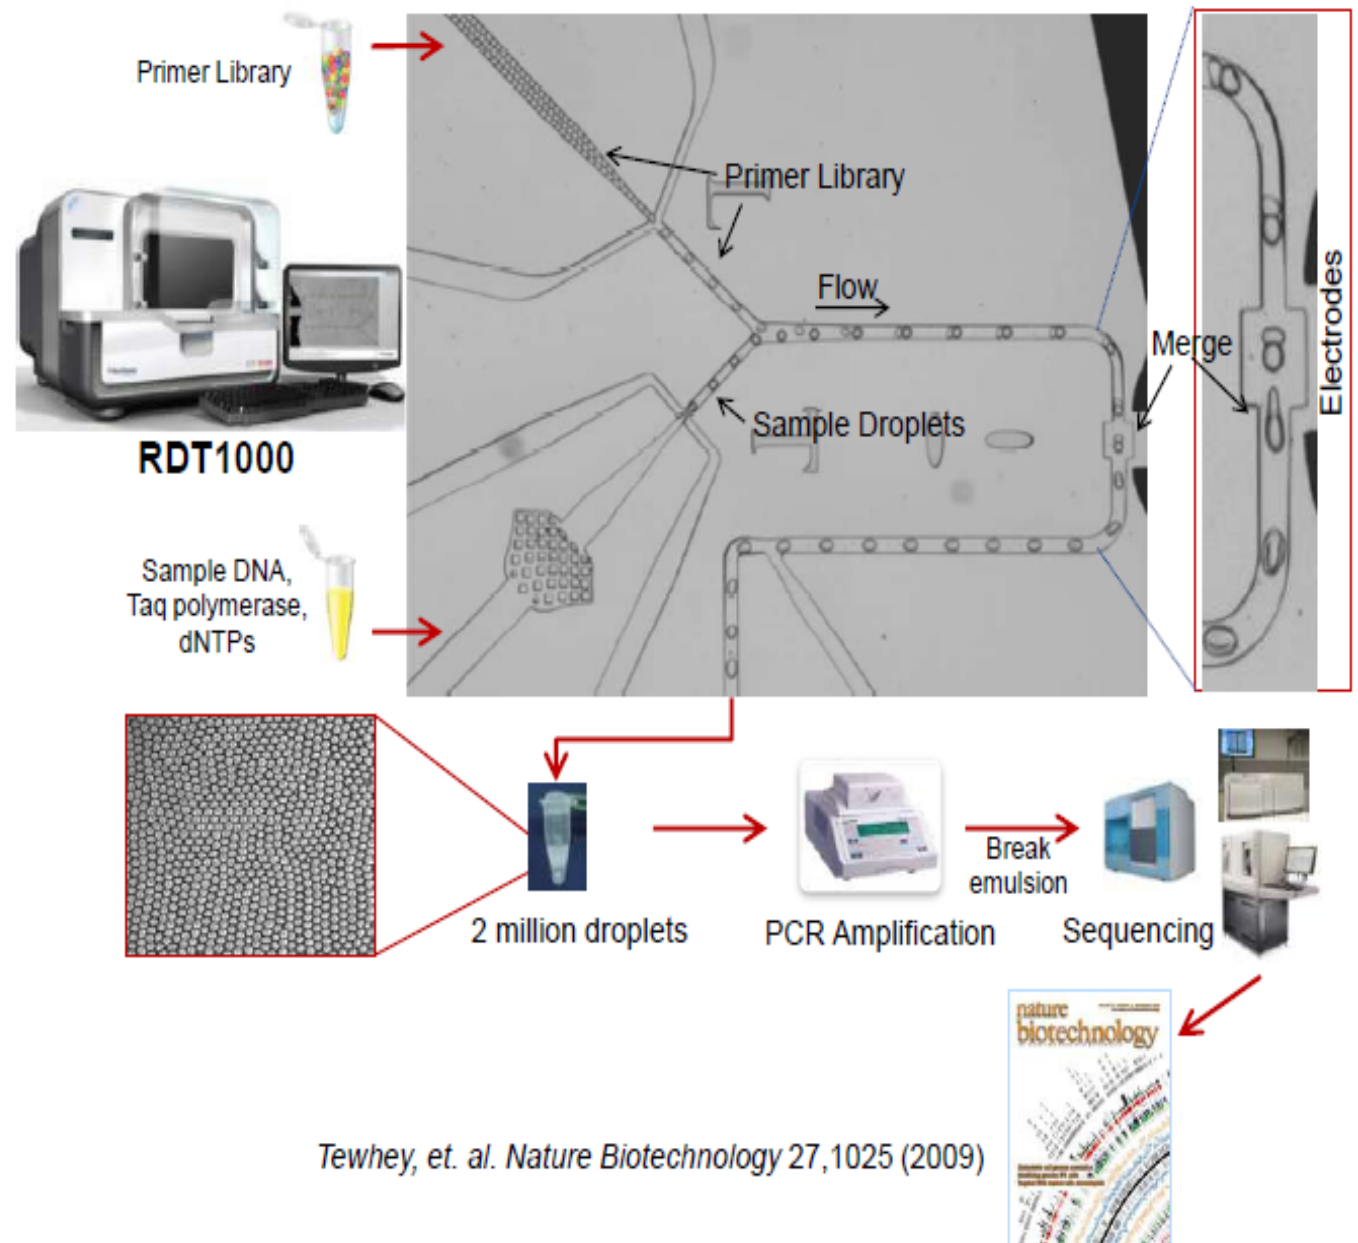 Primer Library
Primer Library
Flow
Merge
Electrodes
Sample Droplets
RDT1000
Sample DNA,
Taq polymerase,
dNTPs
Break
emulsion
2 million droplets
PCR Amplification
Sequencing
nature
biotechnology
Tewhey, et. al. Nature Biotechnology 27,1025 (2009)